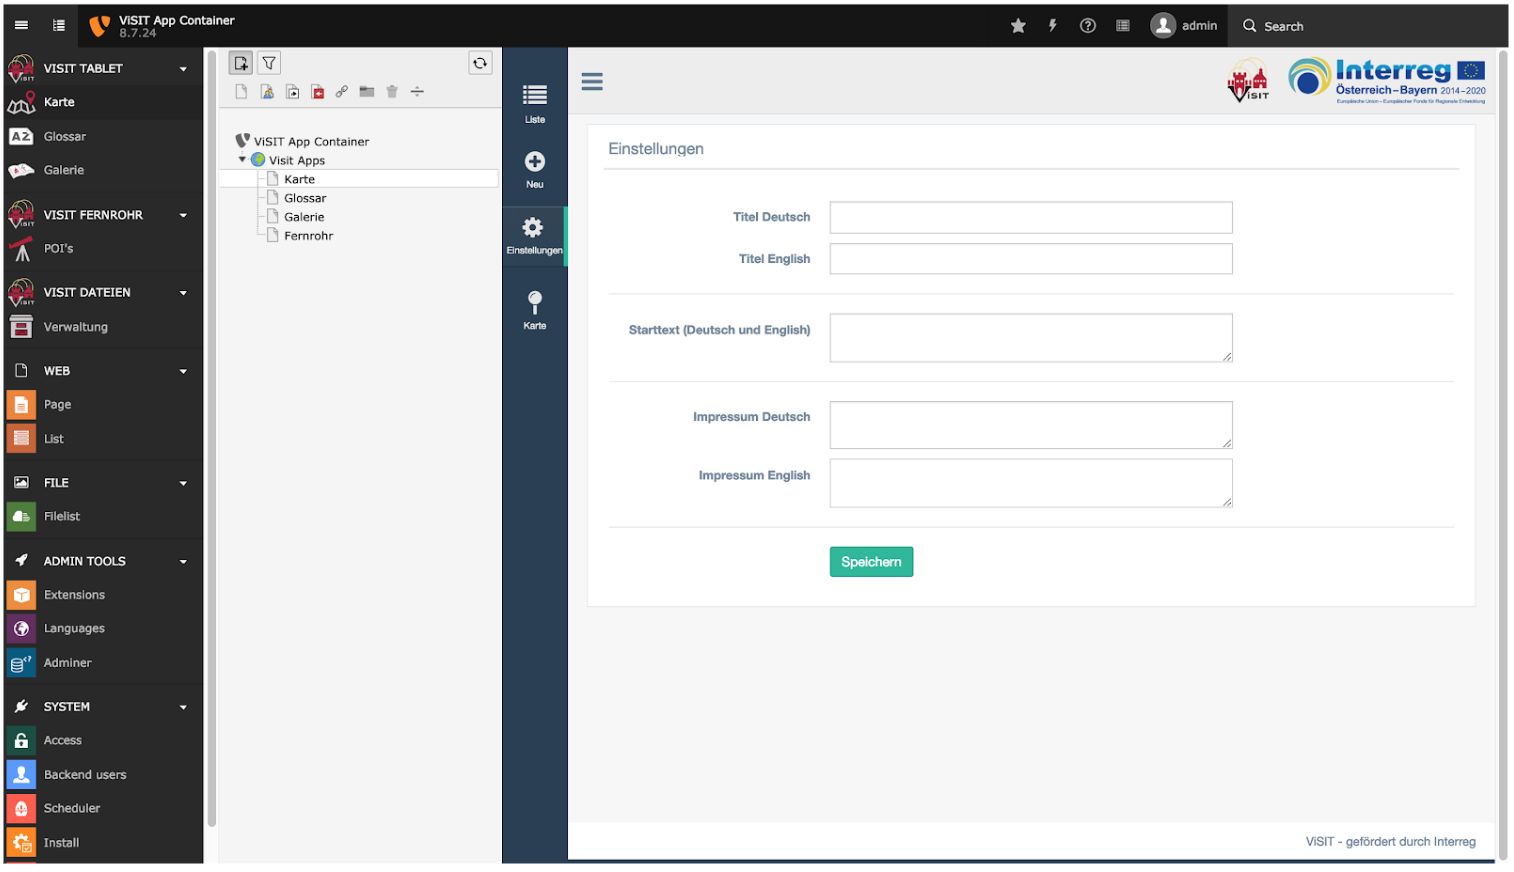 ViSIT App Container
8.7.24
admin
Search
VISIT TABLET
Karte
Glossar
Galerie
VISIT FERNROHR
POI's
VISIT DATEIEN
Verwaltung
WEB
Page
List
FILE
Filelist
ADMIN TOOLS
Extensions
Languages
Adminer
SYSTEM
Access
Backend users
Scheduler
Install
ViSIT App Container
Visit Apps
Karte
Glossar
Galerie
Fernrohr
Liste
Neu
Einstellungen
Karte
ViSIT
Interreg
Österreich-Bayern 2014-2020
Europäische Union – Europäischer Fonds für Regionale Entwicklung
Einstellungen
Titel Deutsch
Titel English
Starttext (Deutsch und English)
Impressum Deutsch
Impressum English
Speichern
ViSIT - gefördert durch Interreg